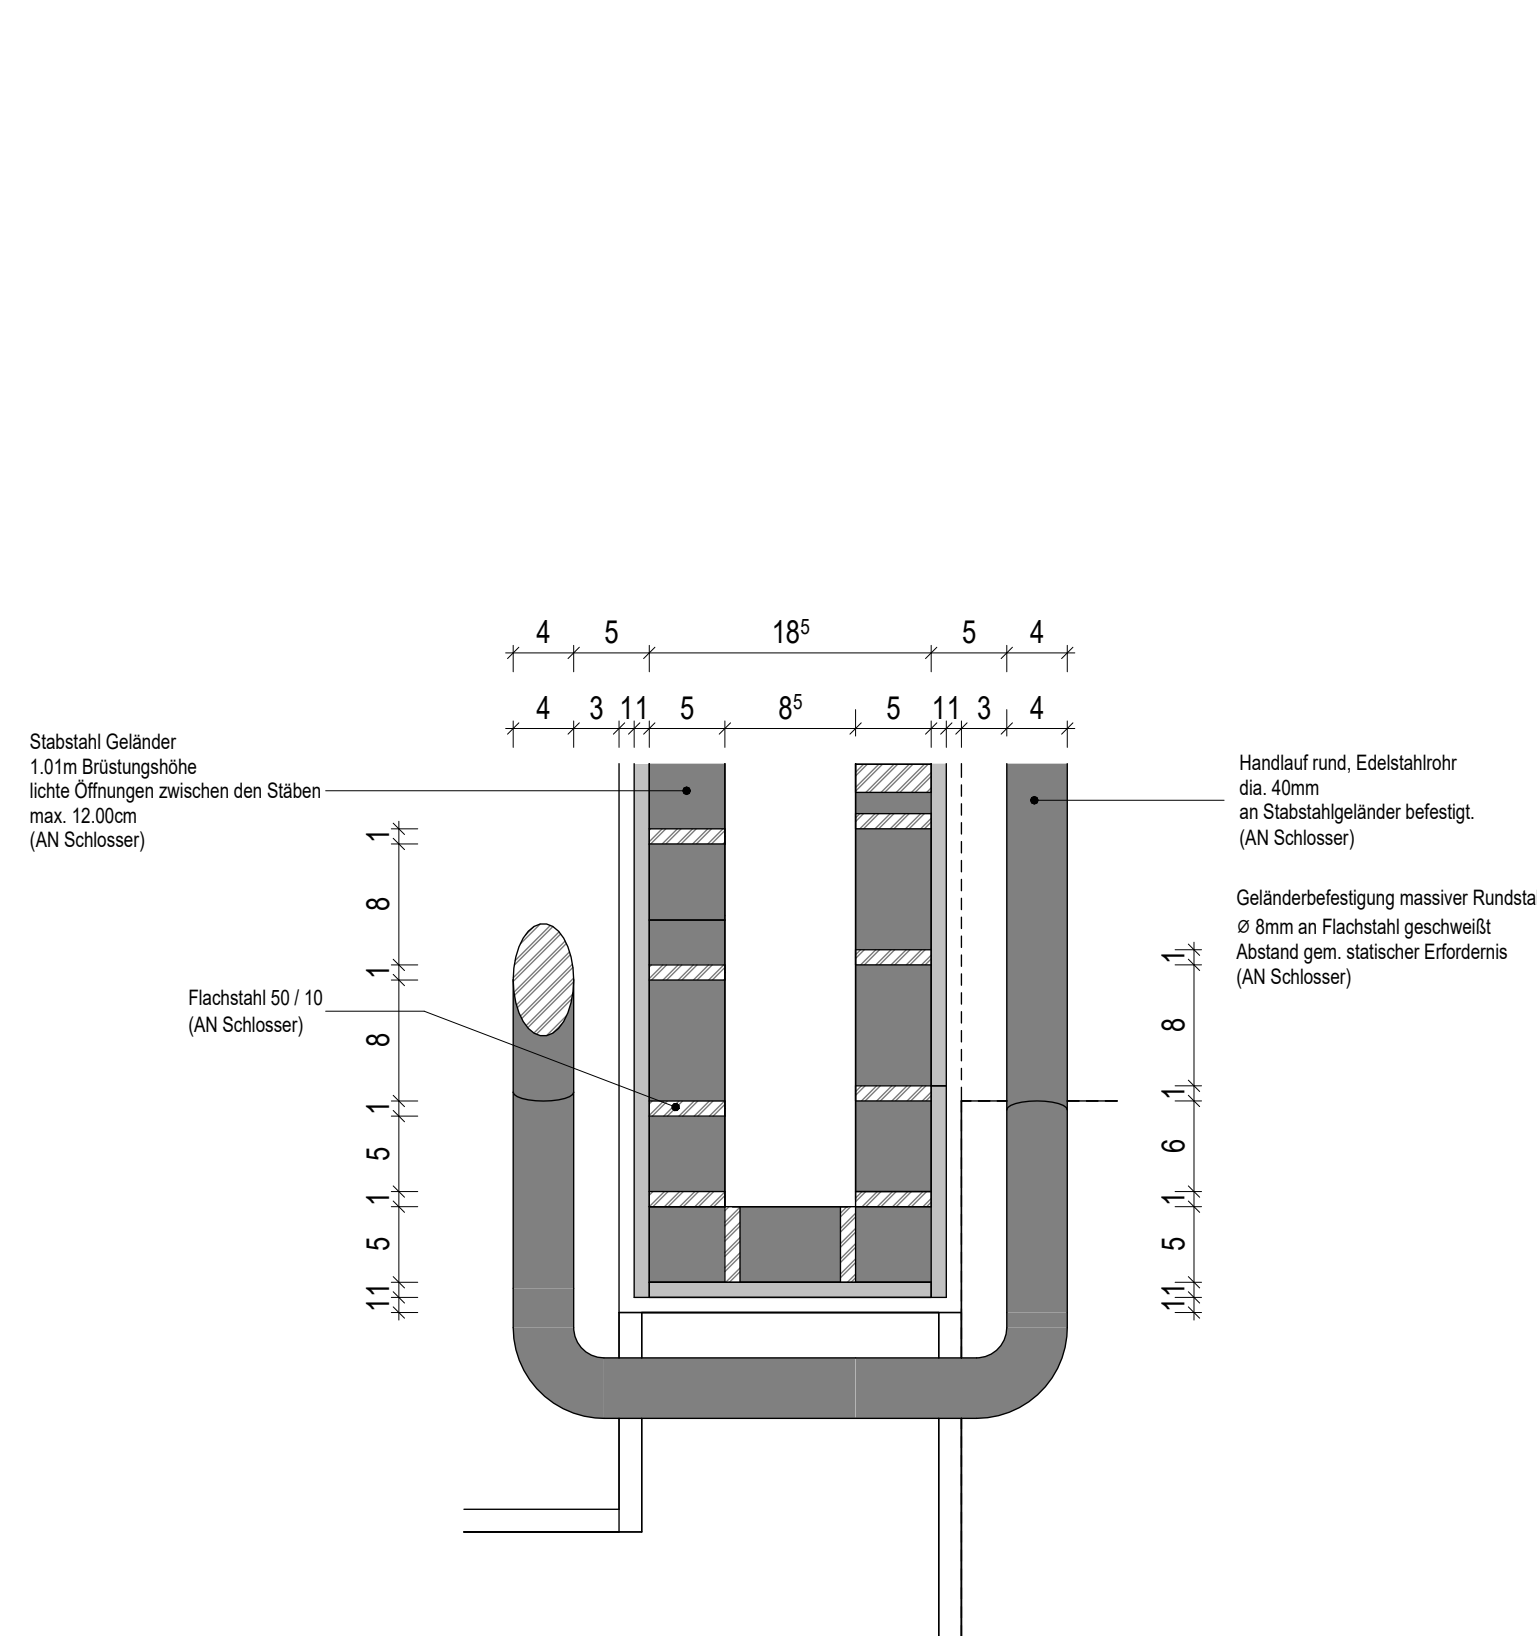 4 5 18⁵ 5 4
4 3 1 1 5 8⁵ 5 1 1 3 4
Stabstahl Geländer
1.01m Brüstungshöhe
lichte Öffnungen zwischen den Stäben
max. 12.00cm
(AN Schlosser)
Handlauf rund, Edelstahlrohr
dia. 40mm
an Stabstahlgeländer befestigt.
(AN Schlosser)
Geländerbefestigung massiver Rundsta
Ø 8mm an Flachstahl geschweißt
Abstand gem. statischer Erfordernis
(AN Schlosser)
Flachstahl 50 / 10
(AN Schlosser)
1
8
1
8
1
5
1
5
1
1
1
8
1
6
1
5
1
1